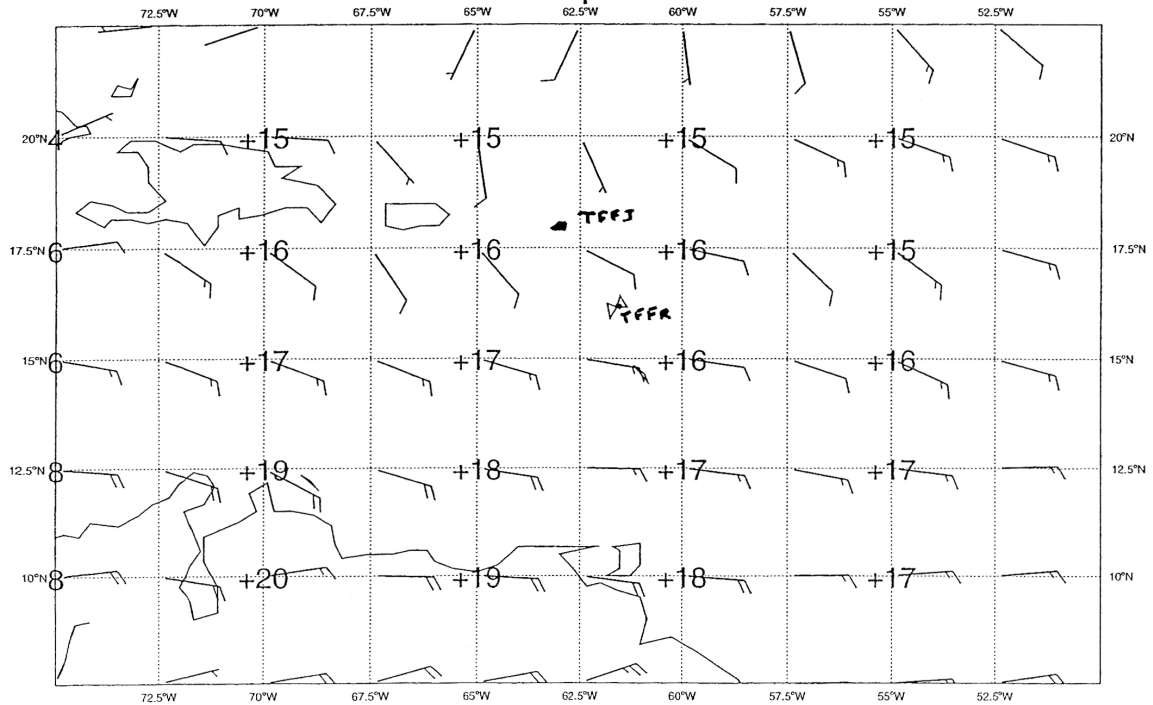 72.5°W 70°W 67.5°W 65°W 62.5°W 60°W 57.5°W 55°W 52.5°W
20°N 4 +15 +15 +15 +15 20°N
TFFJ
17.5°N 6 +16 +16 +16 +15 17.5°N
TFFR
15°N 6 +17 +17 +16 +16 15°N
12.5°N 8 +19 +18 +17 +17 12.5°N
10°N 8 +20 +19 +18 +17 10°N
72.5°W 70°W 67.5°W 65°W 62.5°W 60°W 57.5°W 55°W 52.5°W